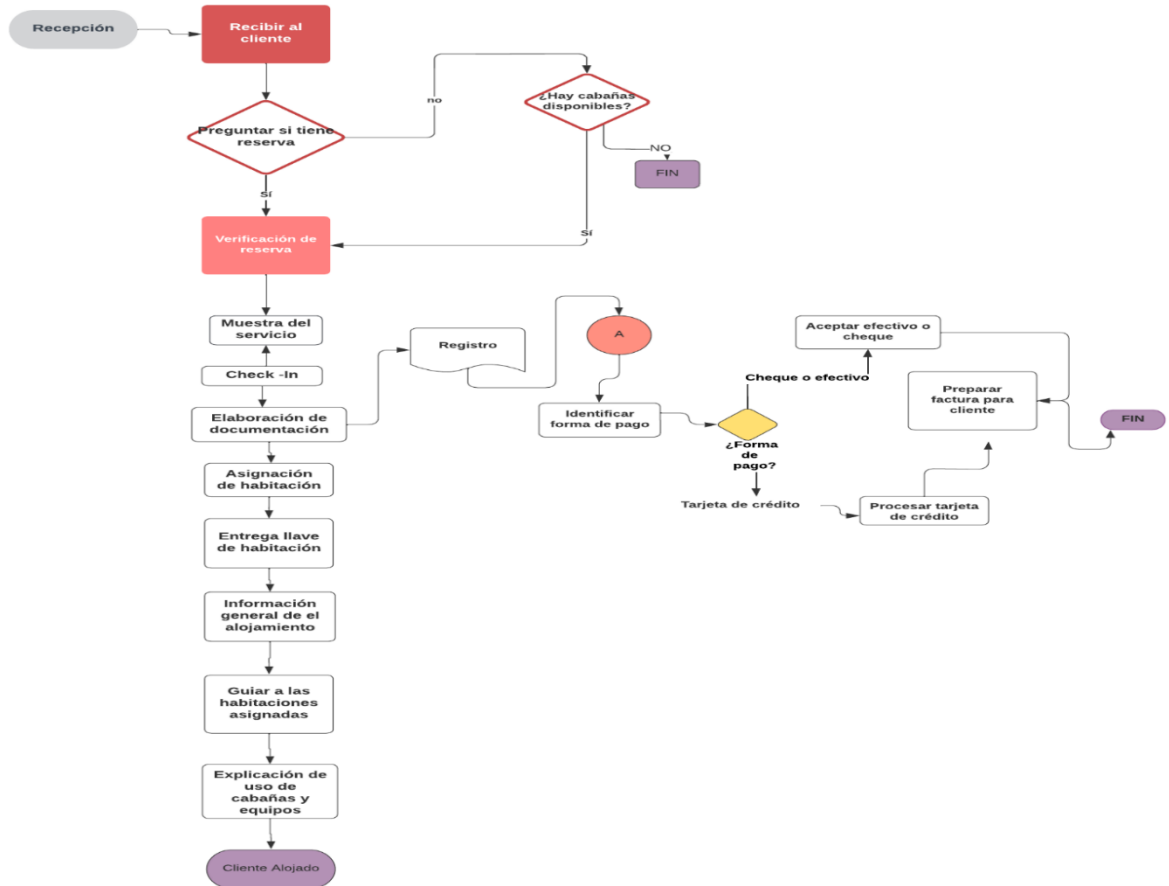 Recepción
Recibir al
cliente
Preguntar si tiene
reserva
no
¿Hay cabañas
disponibles?
NO
FIN
Sí
Sí
Verificación de
reserva
Muestra del
servicio
Check -In
Elaboración de
documentación
Registro
A
Identificar
forma de pago
¿Forma
de
pago?
Cheque o efectivo
Aceptar efectivo o
cheque
Tarjeta de crédito
Procesar tarjeta
de crédito
Preparar
factura para
cliente
FIN
Asignación
de habitación
Entrega llave
de habitación
Información
general de el
alojamiento
Guiar a las
habitaciones
asignadas
Explicación de
uso de
cabañas y
equipos
Cliente Alojado